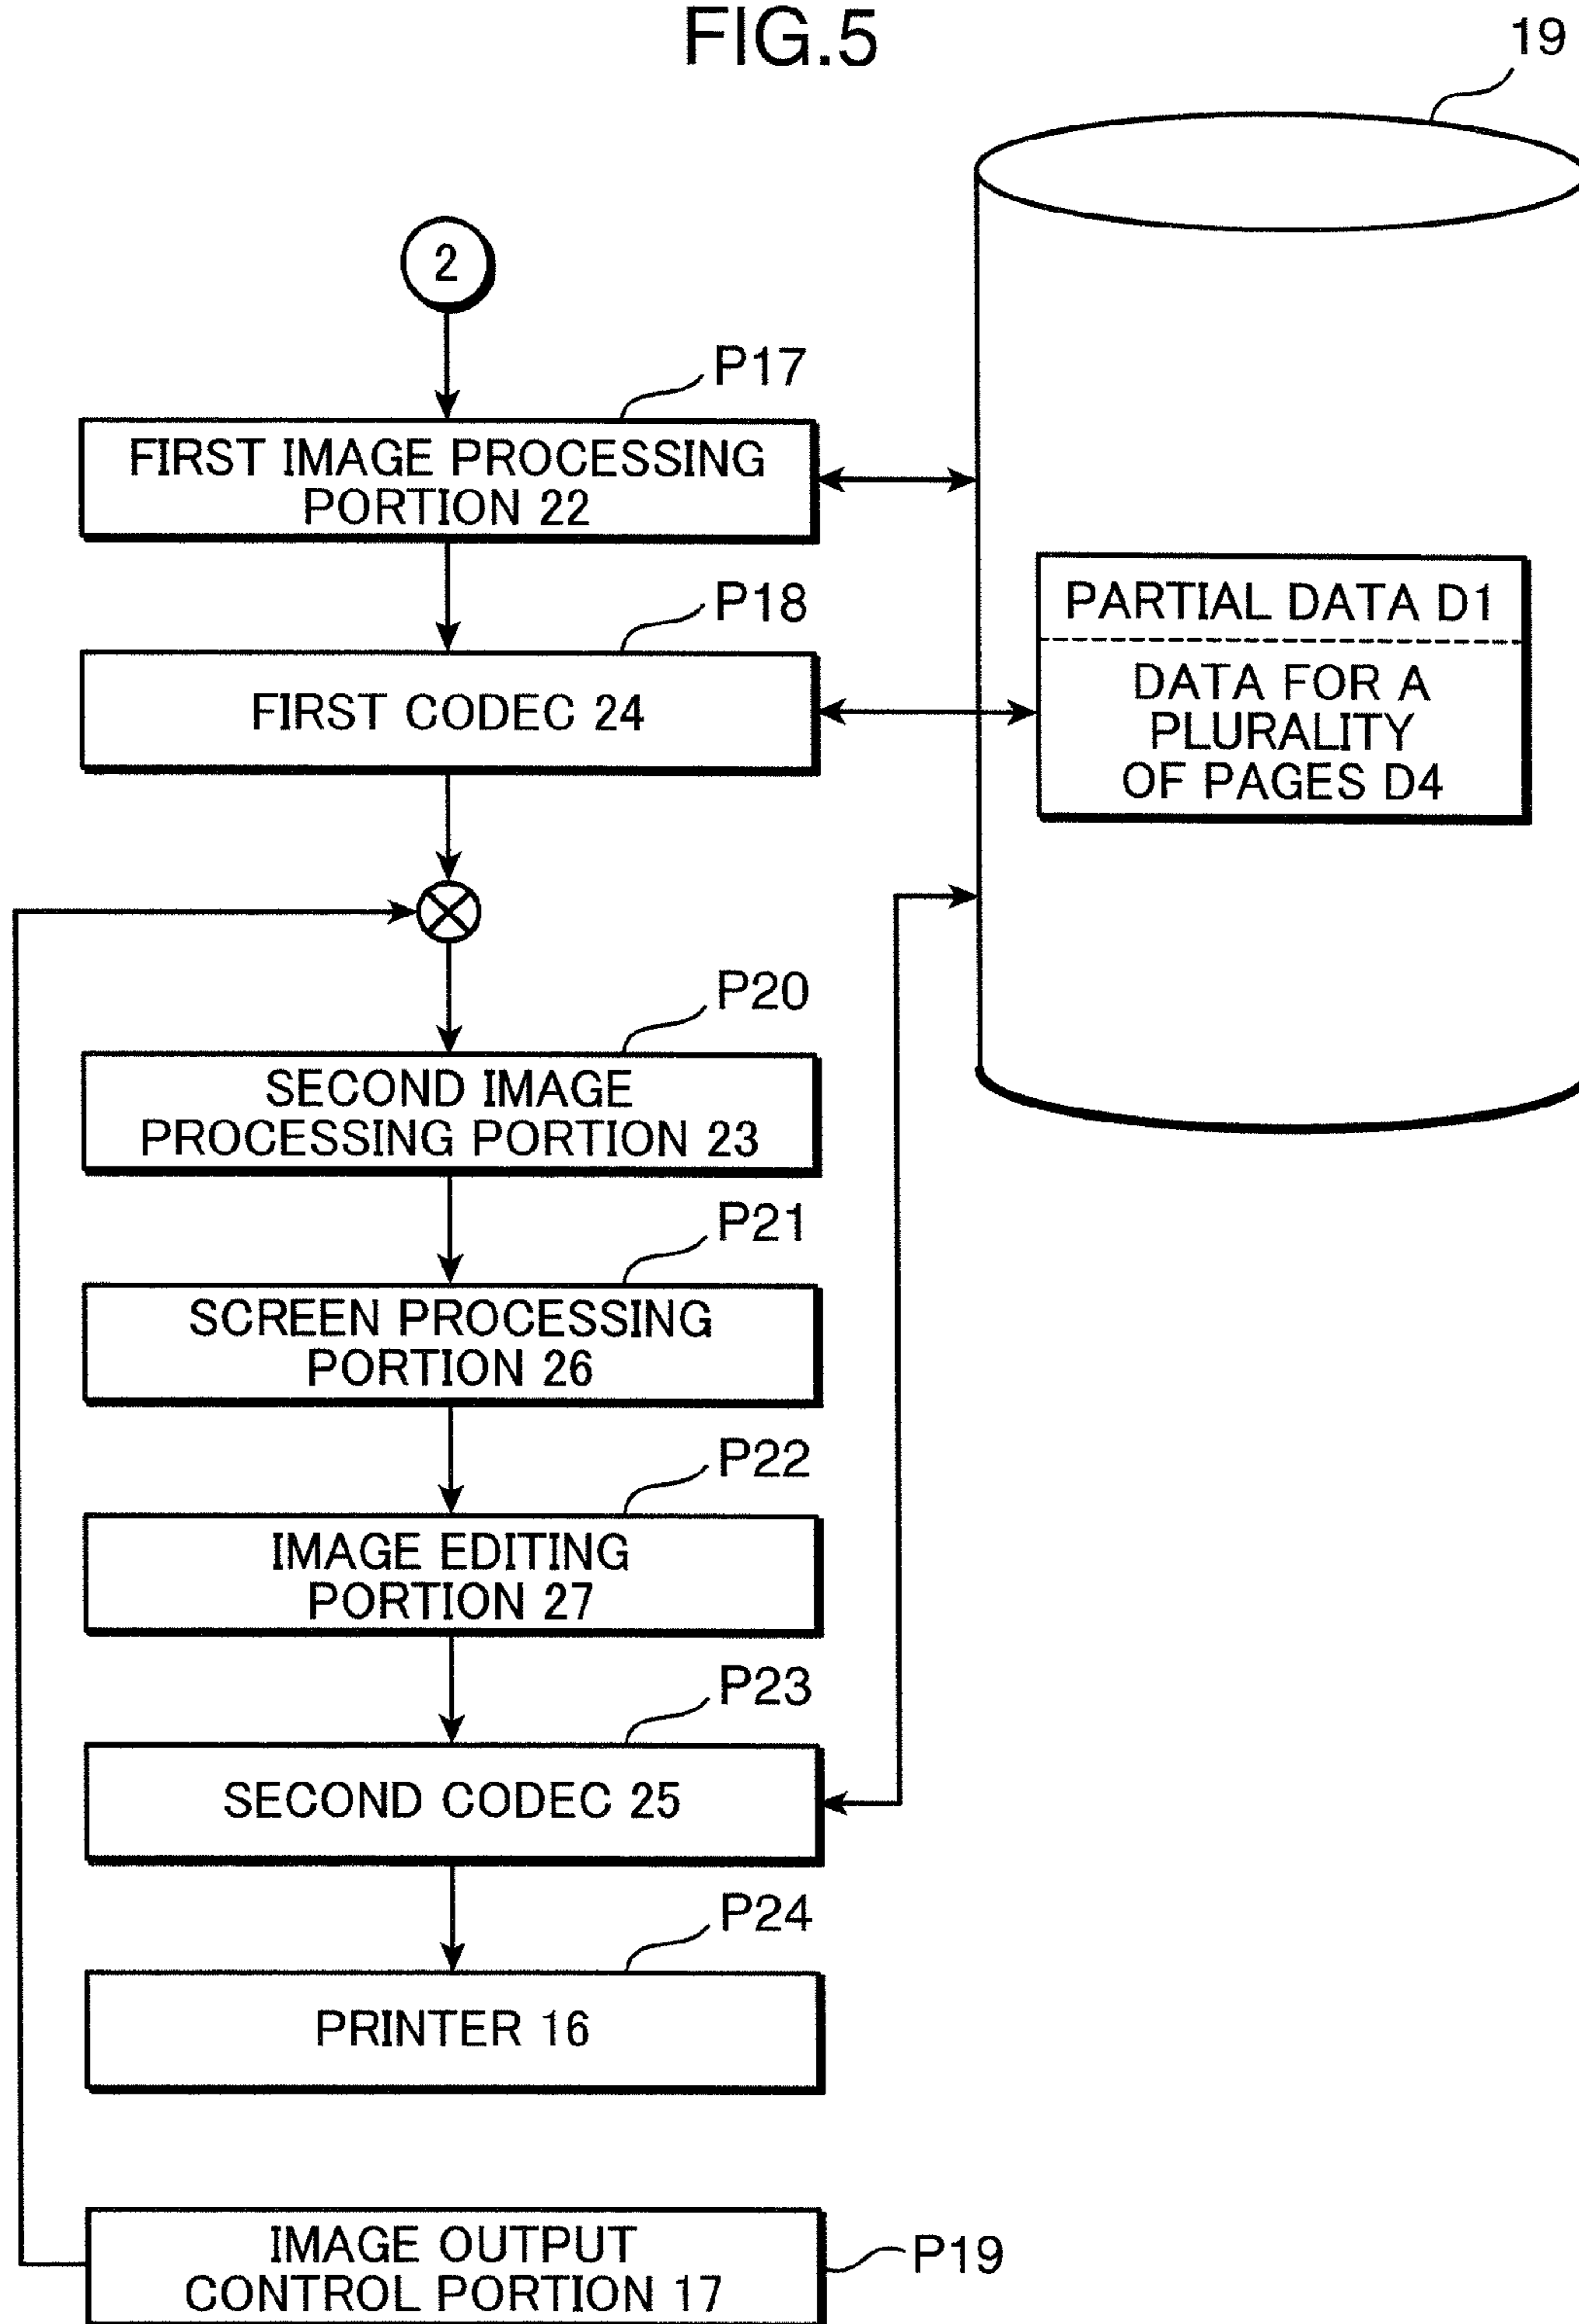 FIG.5
19
2
P17
FIRST IMAGE PROCESSING
PORTION 22
P18
FIRST CODEC 24
PARTIAL DATA D1
DATA FOR A
PLURALITY
OF PAGES D4
P20
SECOND IMAGE
PROCESSING PORTION 23
P21
SCREEN PROCESSING
PORTION 26
P22
IMAGE EDITING
PORTION 27
P23
SECOND CODEC 25
P24
PRINTER 16
IMAGE OUTPUT
CONTROL PORTION 17
P19